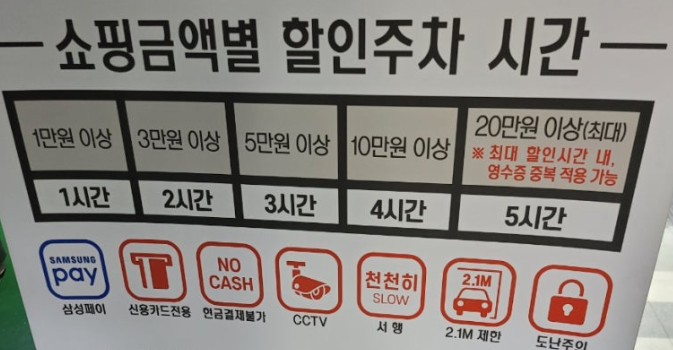 쇼핑금액별 할인주차 시간
1만원 이상 3만원 이상 5만원 이상 10만원 이상 20만원 이상(최대)
※ 최대 할인시간 내,
영수증 중복 적용 가능
1시간 2시간 3시간 4시간 5시간
SAMSUNG
pay
삼성페이
신용카드전용
NO
CASH
현금결제불가
CCTV
천천히
SLOW
서 행
2.1M
2.1M 제한
도난주의